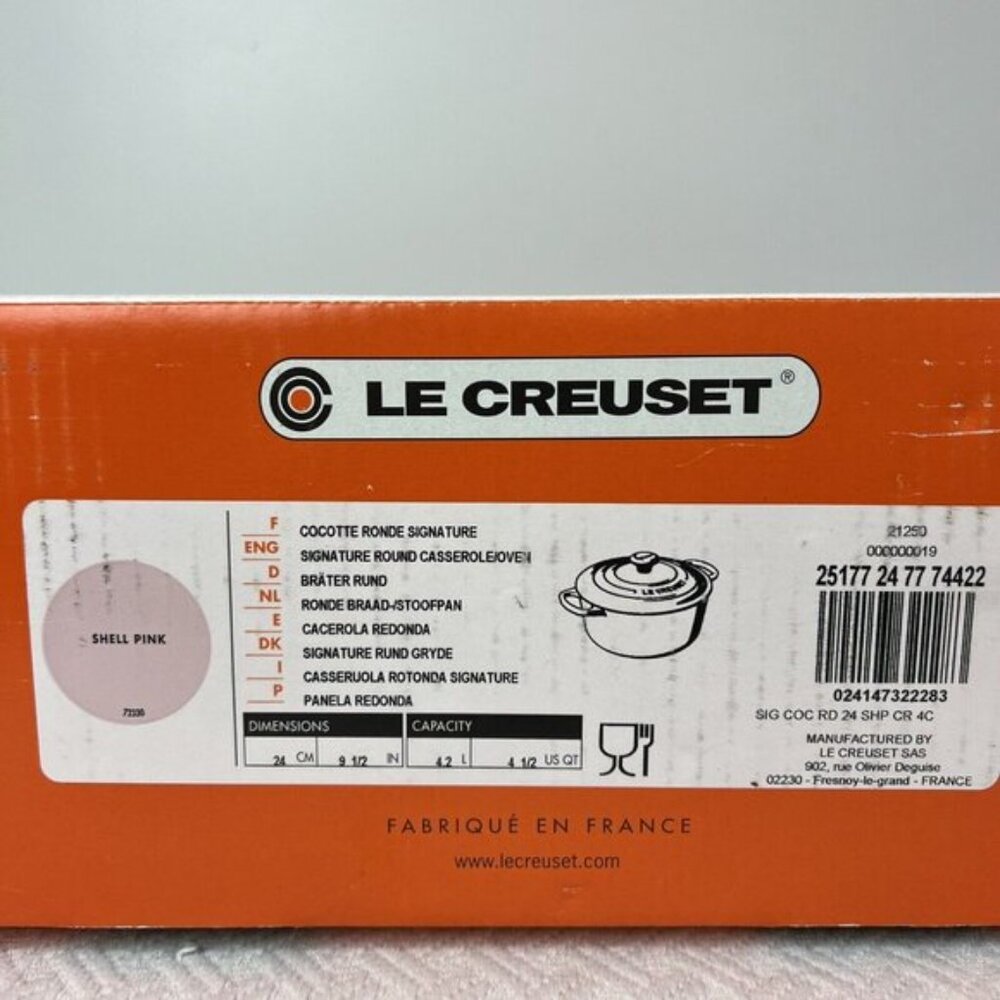 LE CREUSET®
SHELL PINK
F COCOTTE RONDE SIGNATURE
ENG SIGNATURE ROUND CASSEROLE/OVEN
D BRÄTER RUND
NL RONDE BRAAD-/STOOFPAN
E CACEROLA REDONDA
DK SIGNATURE RUND GRYDE
I CASSERUOLA ROTONDA SIGNATURE
P PANELA REDONDA
DIMENSIONS CAPACITY
24 CM 9 1/2 IN 4.2 L 4 1/2 US QT
LE CREUSET
21250
000000019
25177 24 77 74422
024147322283
SIG COC RD 24 SHP CR 4C
MANUFACTURED BY
LE CREUSET SAS
902, rue Olivier Deguise
02230 - Fresnoy-le-grand - FRANCE
FABRIQUÉ EN FRANCE
www.lecreuset.com